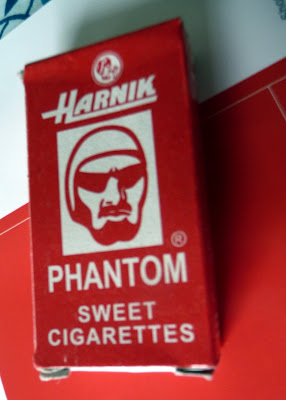 HARNIK
®
PHANTOM
SWEET
CIGARETTES